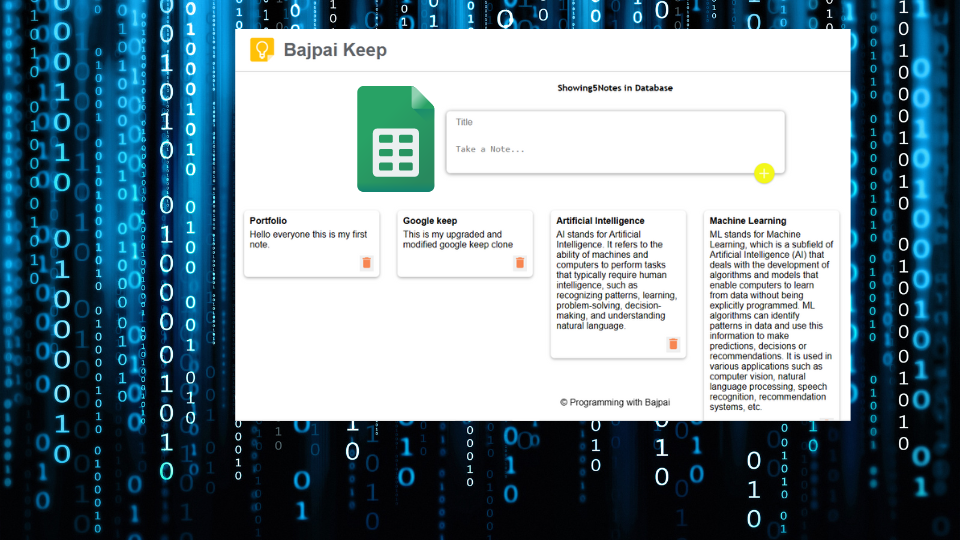 Bajpai Keep
Showing5Notes in Database
Title
Take a Note...
Portfolio
Hello everyone this is my first
note.
Google keep
This is my upgraded and
modified google keep clone
Artificial Intelligence
AI stands for Artificial
Intelligence. It refers to the
ability of machines and
computers to perform tasks
that typically require human
intelligence, such as
recognizing patterns, learning,
problem-solving, decision-
making, and understanding
natural language.
Machine Learning
ML stands for Machine
Learning, which is a subfield of
Artificial Intelligence (AI) that
deals with the development of
algorithms and models that
enable computers to learn
from data without being
explicitly programmed. ML
algorithms can identify
patterns in data and use this
information to make
predictions, decisions or
recommendations. It is used in
various applications such as
computer vision, natural
language processing, speech
recognition, recommendation
systems, etc.
© Programming with Bajpai